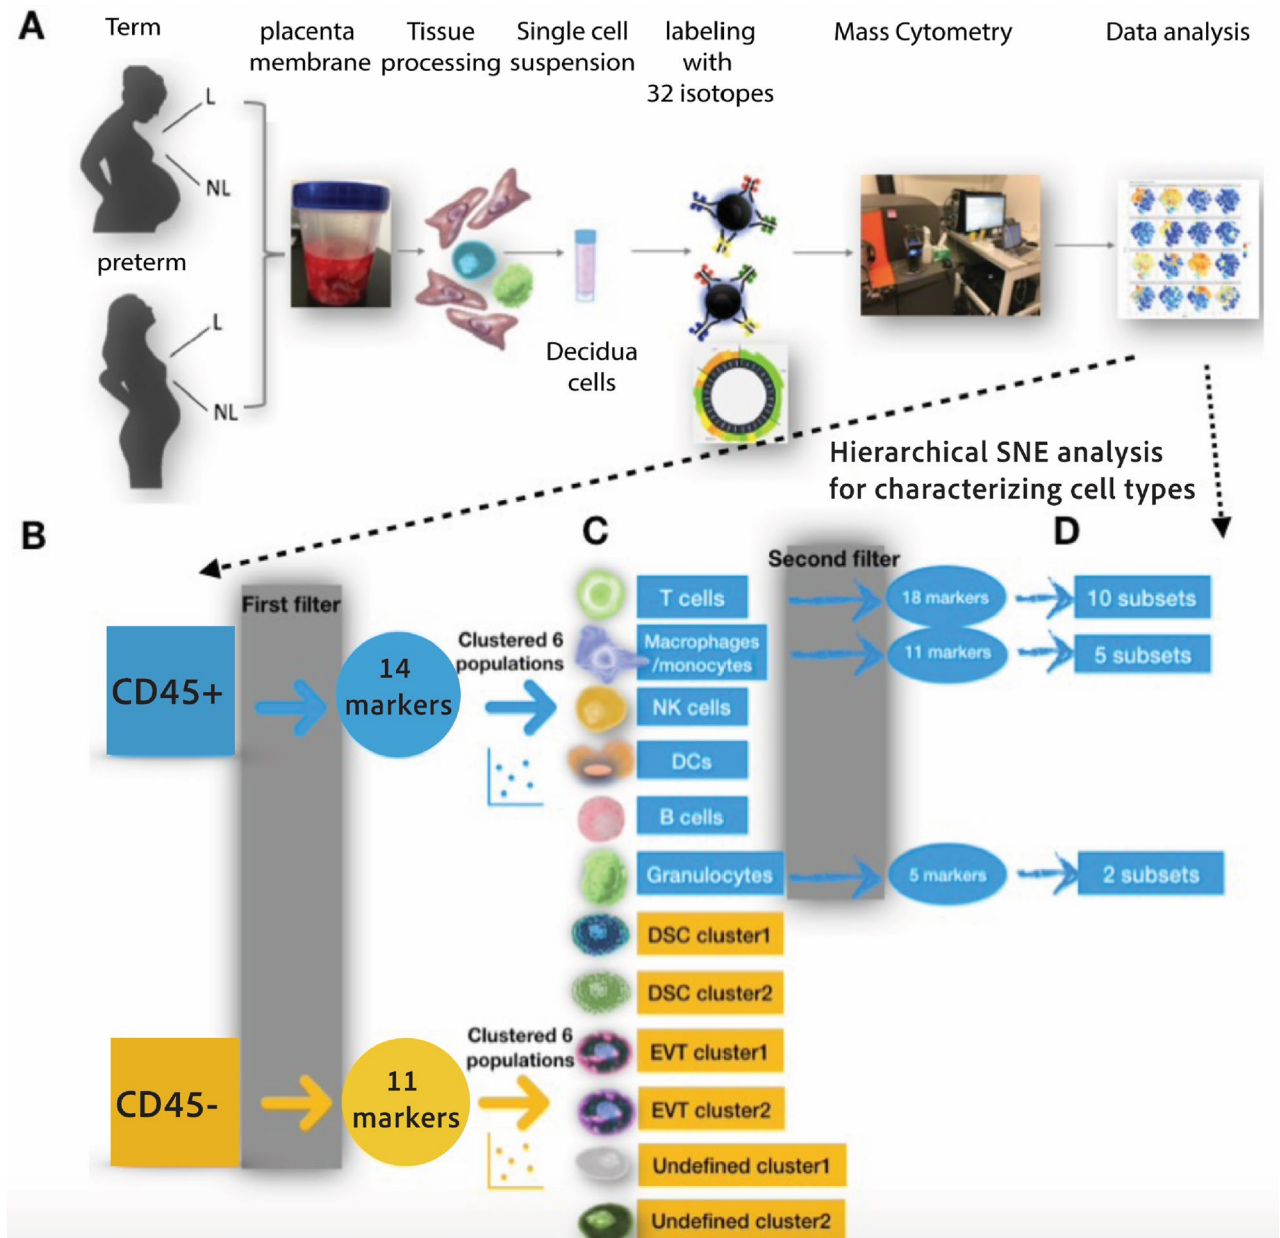 A
Term
placenta
membrane
Tissue
processing
Single cell
suspension
labeling
with
32 isotopes
Mass Cytometry
Data analysis
L
NL
preterm
L
NL
Decidua
cells
Hierarchical SNE analysis
for characterizing cell types
B
C
D
First filter
Second filter
CD45+
14
markers
Clustered 6
populations
T cells
18 markers
10 subsets
Macrophages
/monocytes
11 markers
5 subsets
NK cells
DCs
B cells
Granulocytes
5 markers
2 subsets
CD45-
11
markers
Clustered 6
populations
DSC cluster1
DSC cluster2
EVT cluster1
EVT cluster2
Undefined cluster1
Undefined cluster2